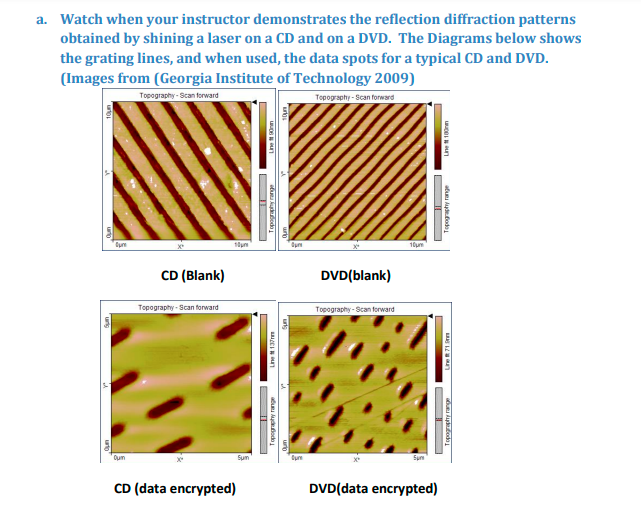 a. Watch when your instructor demonstrates the reflection diffraction patterns
obtained by shining a laser on a CD and on a DVD. The Diagrams below shows
the grating lines, and when used, the data spots for a typical CD and DVD.
(Images from (Georgia Institute of Technology 2009)
Topography - Scan forward
10µm
Y*
0µm
0µm
X*
10µm
Line fit 90nm
Topography range
Topography - Scan forward
10µm
Y*
0µm
0µm
X*
10µm
Line fit 100nm
Topography range
CD (Blank)
DVD(blank)
Topography - Scan forward
5µm
Y*
0µm
0µm
X*
5µm
Line fit 137nm
Topography range
Topography - Scan forward
5µm
Y*
0µm
0µm
X*
5µm
Line fit 71.9nm
Topography range
CD (data encrypted)
DVD(data encrypted)